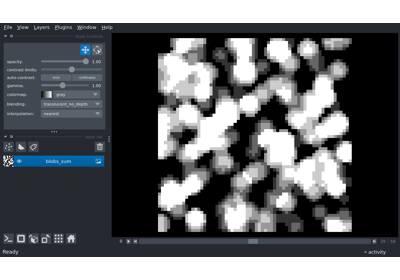 File View Layers Plugins Window Help
opacity: 1.00
contrast limits:
auto-contrast: once continuous
gamma: 1.00
colormap: gray
blending: translucent_no_depth
interpolation: nearest
blobs_sum
Ready
activity